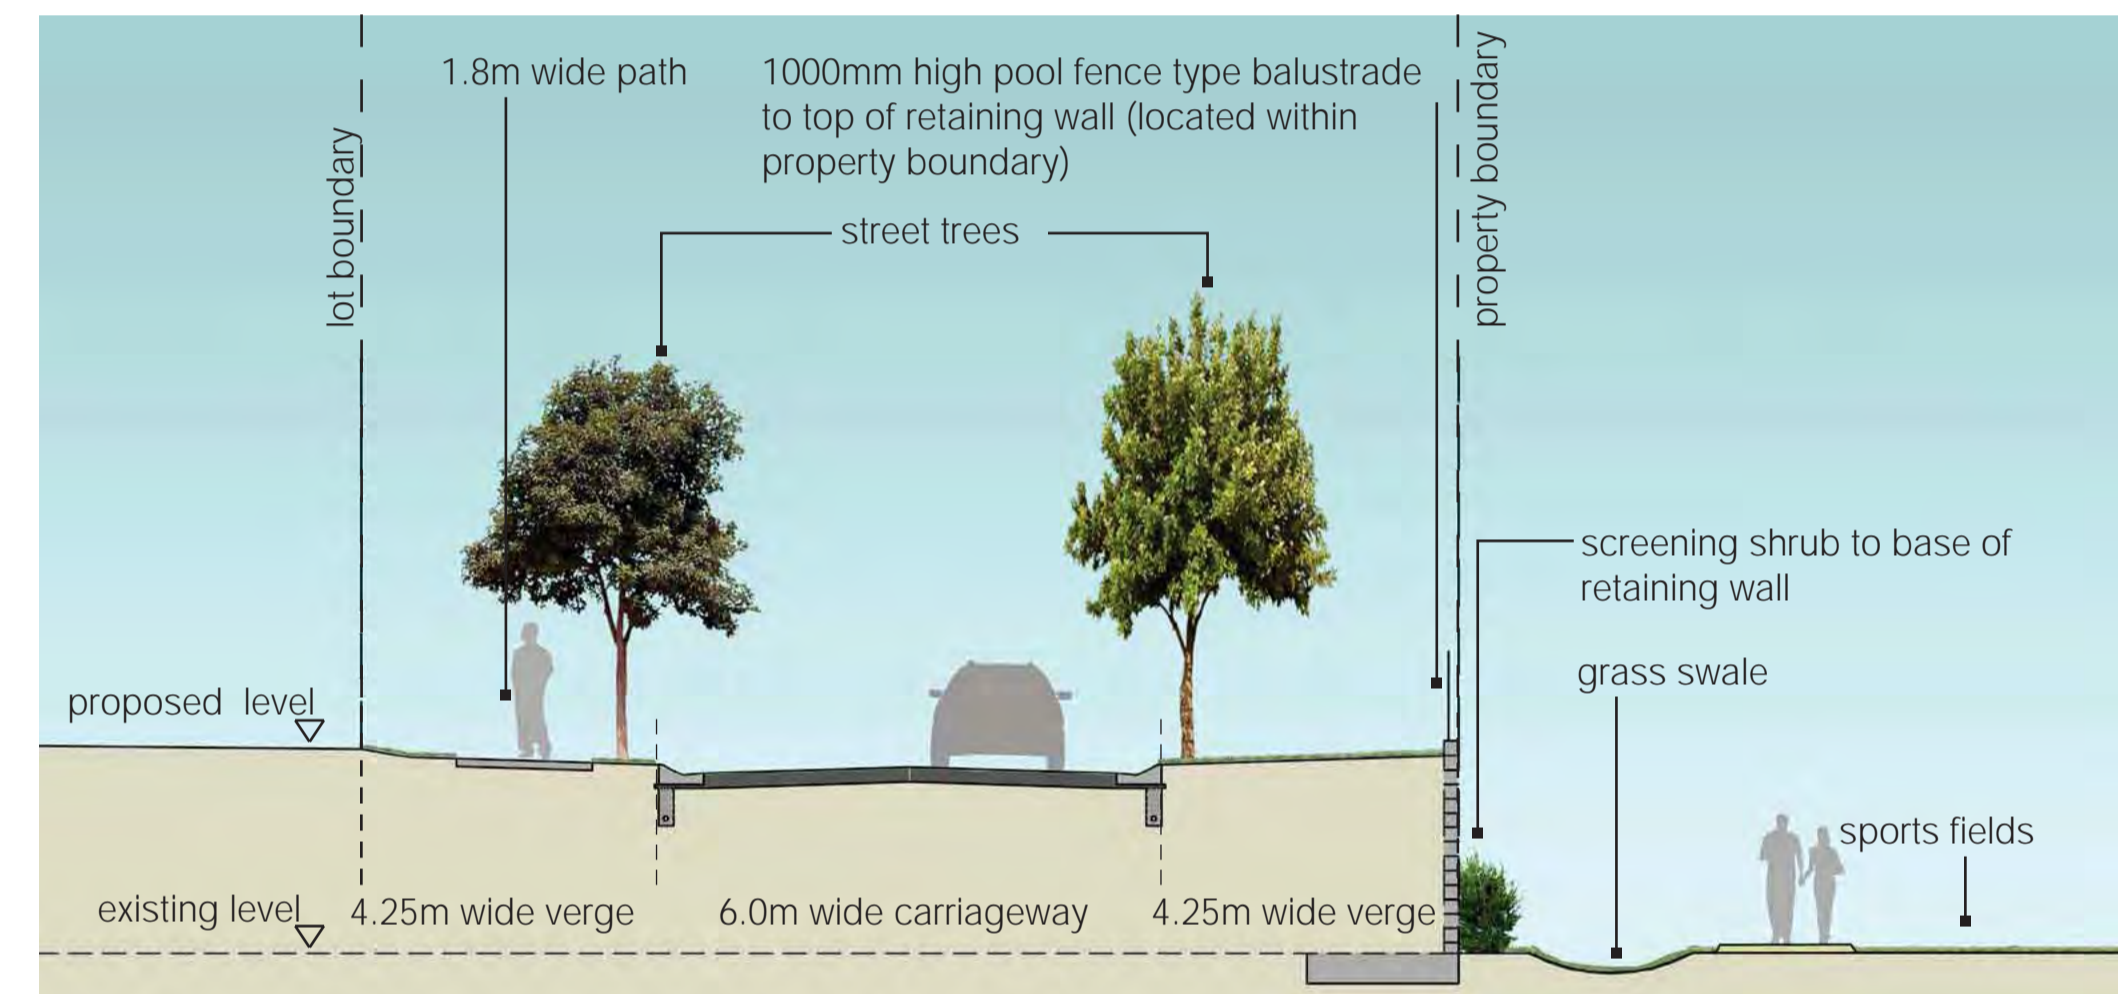 1.8m wide path
1000mm high pool fence type balustrade
to top of retaining wall (located within
property boundary)
lot boundary
property boundary
street trees
screening shrub to base of
retaining wall
grass swale
proposed level
sports fields
existing level
4.25m wide verge
6.0m wide carriageway
4.25m wide verge